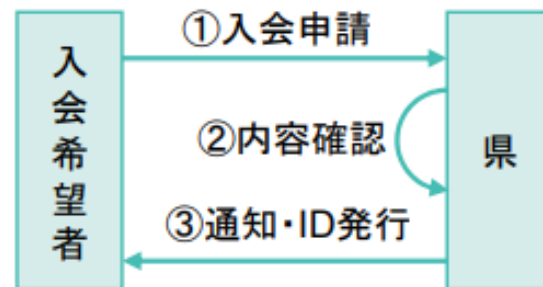 ①入会申請
入会希望者
②内容確認
県
③通知・ID発行